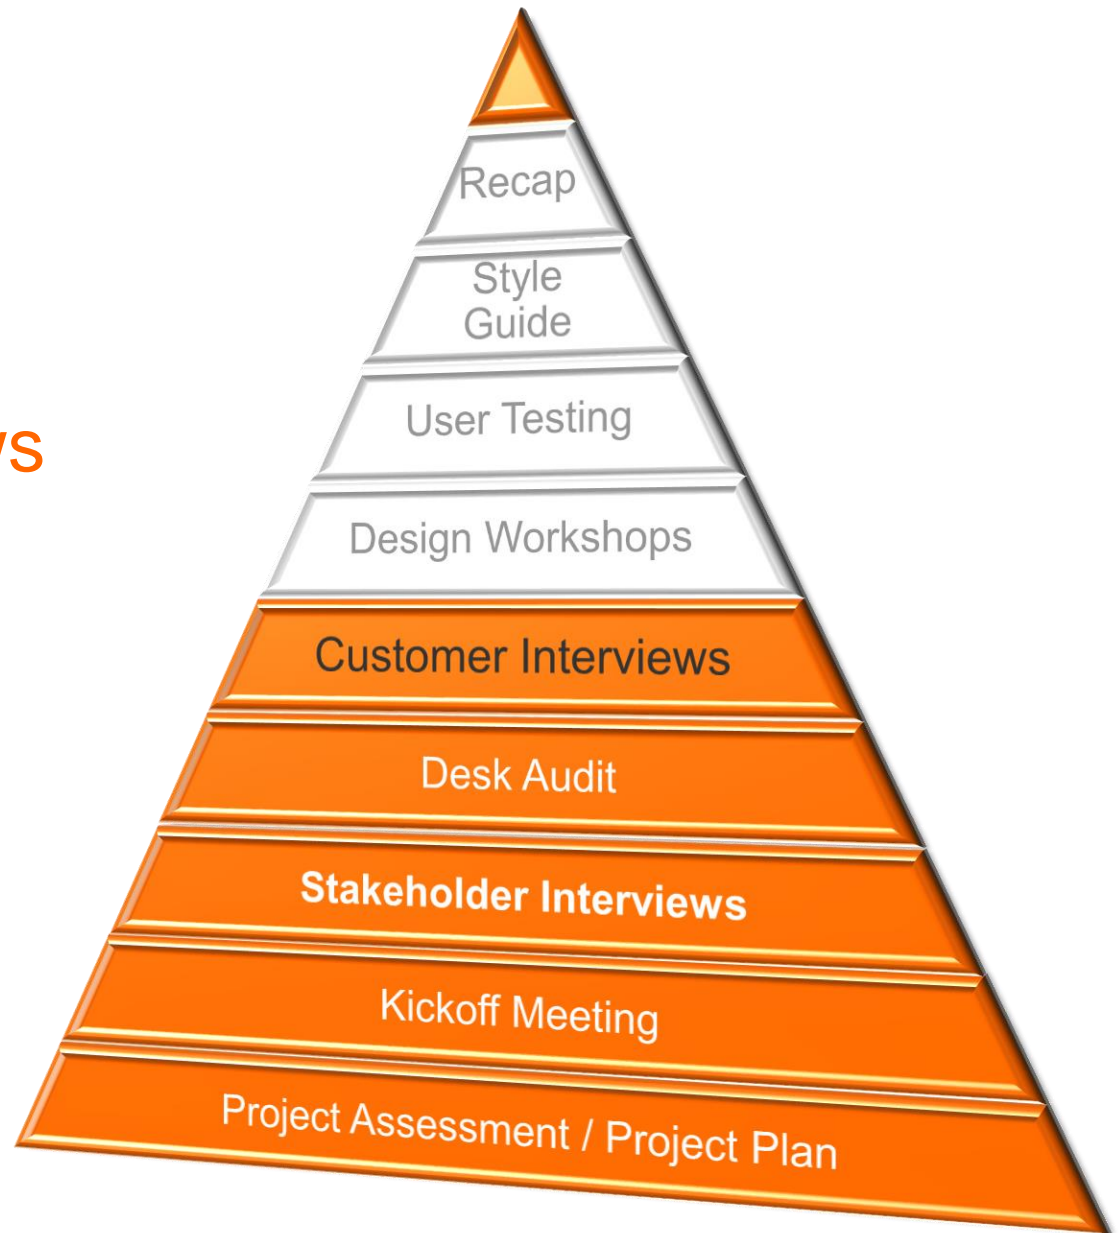 Recap
Style
Guide
ws
User Testing
Design Workshops
Customer Interviews
Desk Audit
Stakeholder Interviews
Kickoff Meeting
Project Assessment / Project Plan